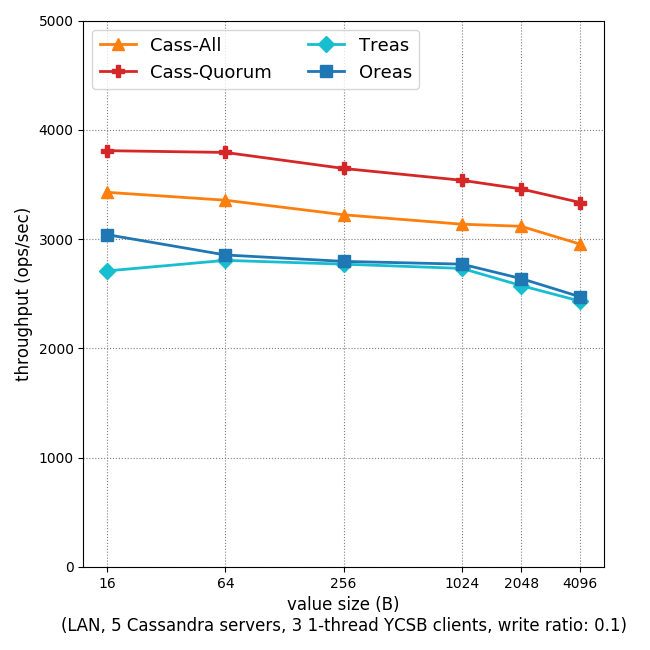 5000
4000
3000
2000
1000
0
throughput (ops/sec)
Cass-All
Cass-Quorum
Treas
Oreas
16 64 256 1024 2048 4096
value size (B)
(LAN, 5 Cassandra servers, 3 1-thread YCSB clients, write ratio: 0.1)